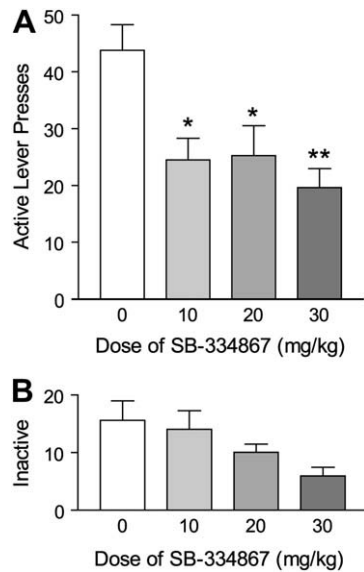 A
50
40
30
20
10
0
Active Lever Presses
*
*
**
0 10 20 30
Dose of SB-334867 (mg/kg)
B
20
10
0
Inactive
0 10 20 30
Dose of SB-334867 (mg/kg)